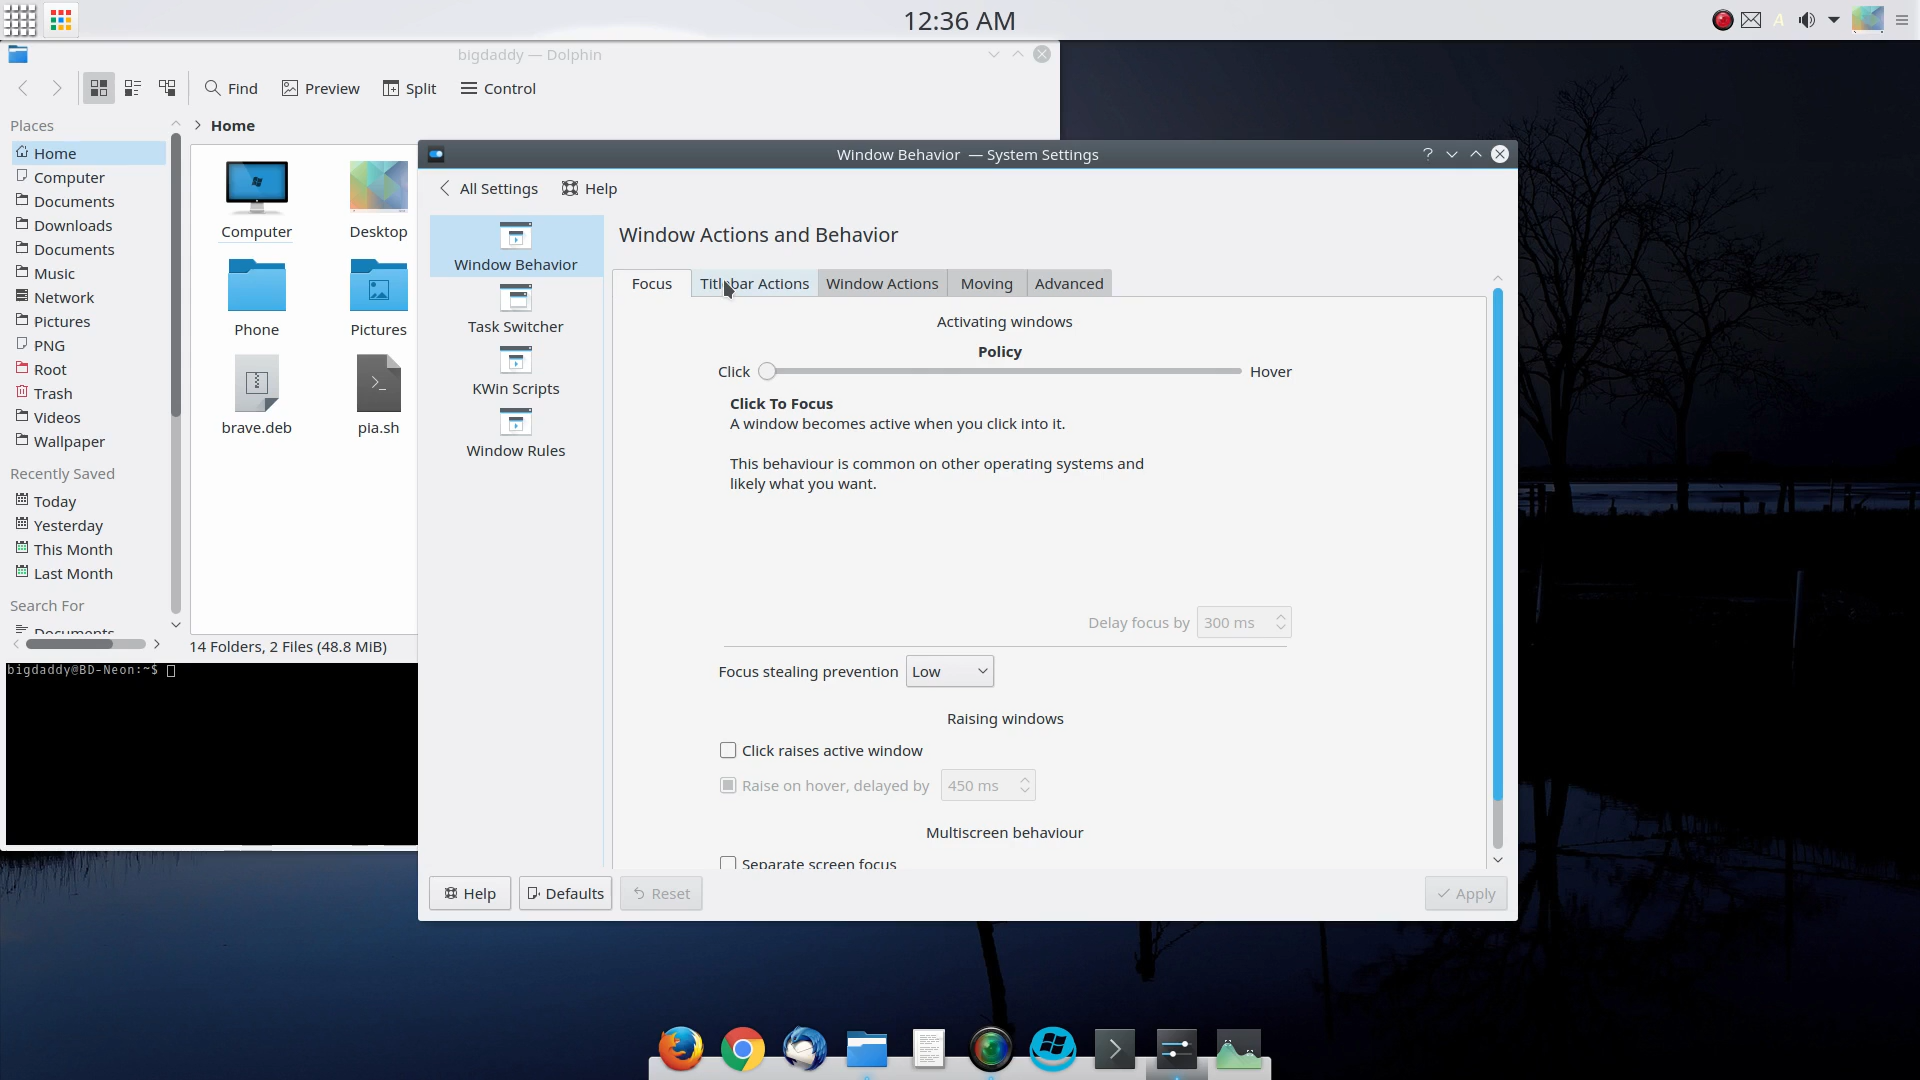 12:36 AM
A
bigdaddy — Dolphin
Find
Preview
Split
Control
Places
Home
Home
Computer
Documents
Downloads
Documents
Music
Network
Pictures
PNG
Root
Trash
Videos
Wallpaper
Recently Saved
Today
Yesterday
This Month
Last Month
Search For
Documents
Computer
Desktop
Phone
Pictures
brave.deb
pia.sh
14 Folders, 2 Files (48.8 MiB)
bigdaddy@BD-Neon:~$
Window Behavior — System Settings
?
All Settings
Help
Window Behavior
Task Switcher
KWin Scripts
Window Rules
Window Actions and Behavior
Focus
Titlebar Actions
Window Actions
Moving
Advanced
Activating windows
Policy
Click
Hover
Click To Focus
A window becomes active when you click into it.
This behaviour is common on other operating systems and
likely what you want.
Delay focus by 300 ms
Focus stealing prevention Low
Raising windows
Click raises active window
Raise on hover, delayed by 450 ms
Multiscreen behaviour
Separate screen focus
Help
Defaults
Reset
Apply